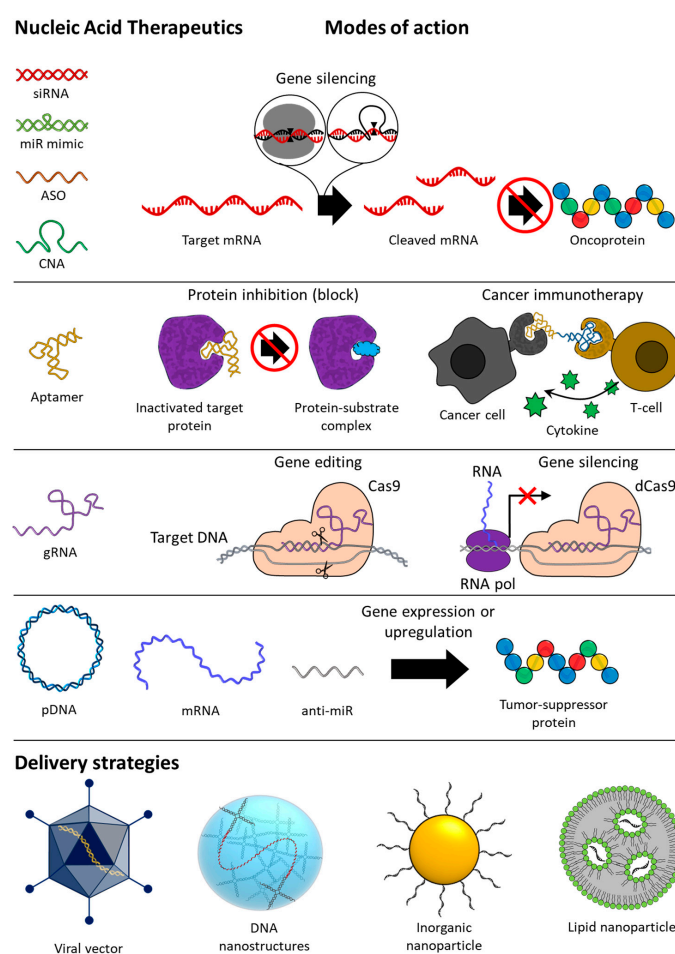 Nucleic Acid Therapeutics
Modes of action
siRNA
miR mimic
ASO
CNA
Gene silencing
Target mRNA
Cleaved mRNA
Oncoprotein
Protein inhibition (block)
Cancer immunotherapy
Aptamer
Inactivated target
protein
Protein-substrate
complex
Cancer cell
Cytokine
T-cell
Gene editing
Cas9
Target DNA
gRNA
Gene silencing
RNA
dCas9
RNA pol
Gene expression or
upregulation
pDNA
mRNA
anti-miR
Tumor-suppressor
protein
Delivery strategies
Viral vector
DNA
nanostructures
Inorganic
nanoparticle
Lipid nanoparticle